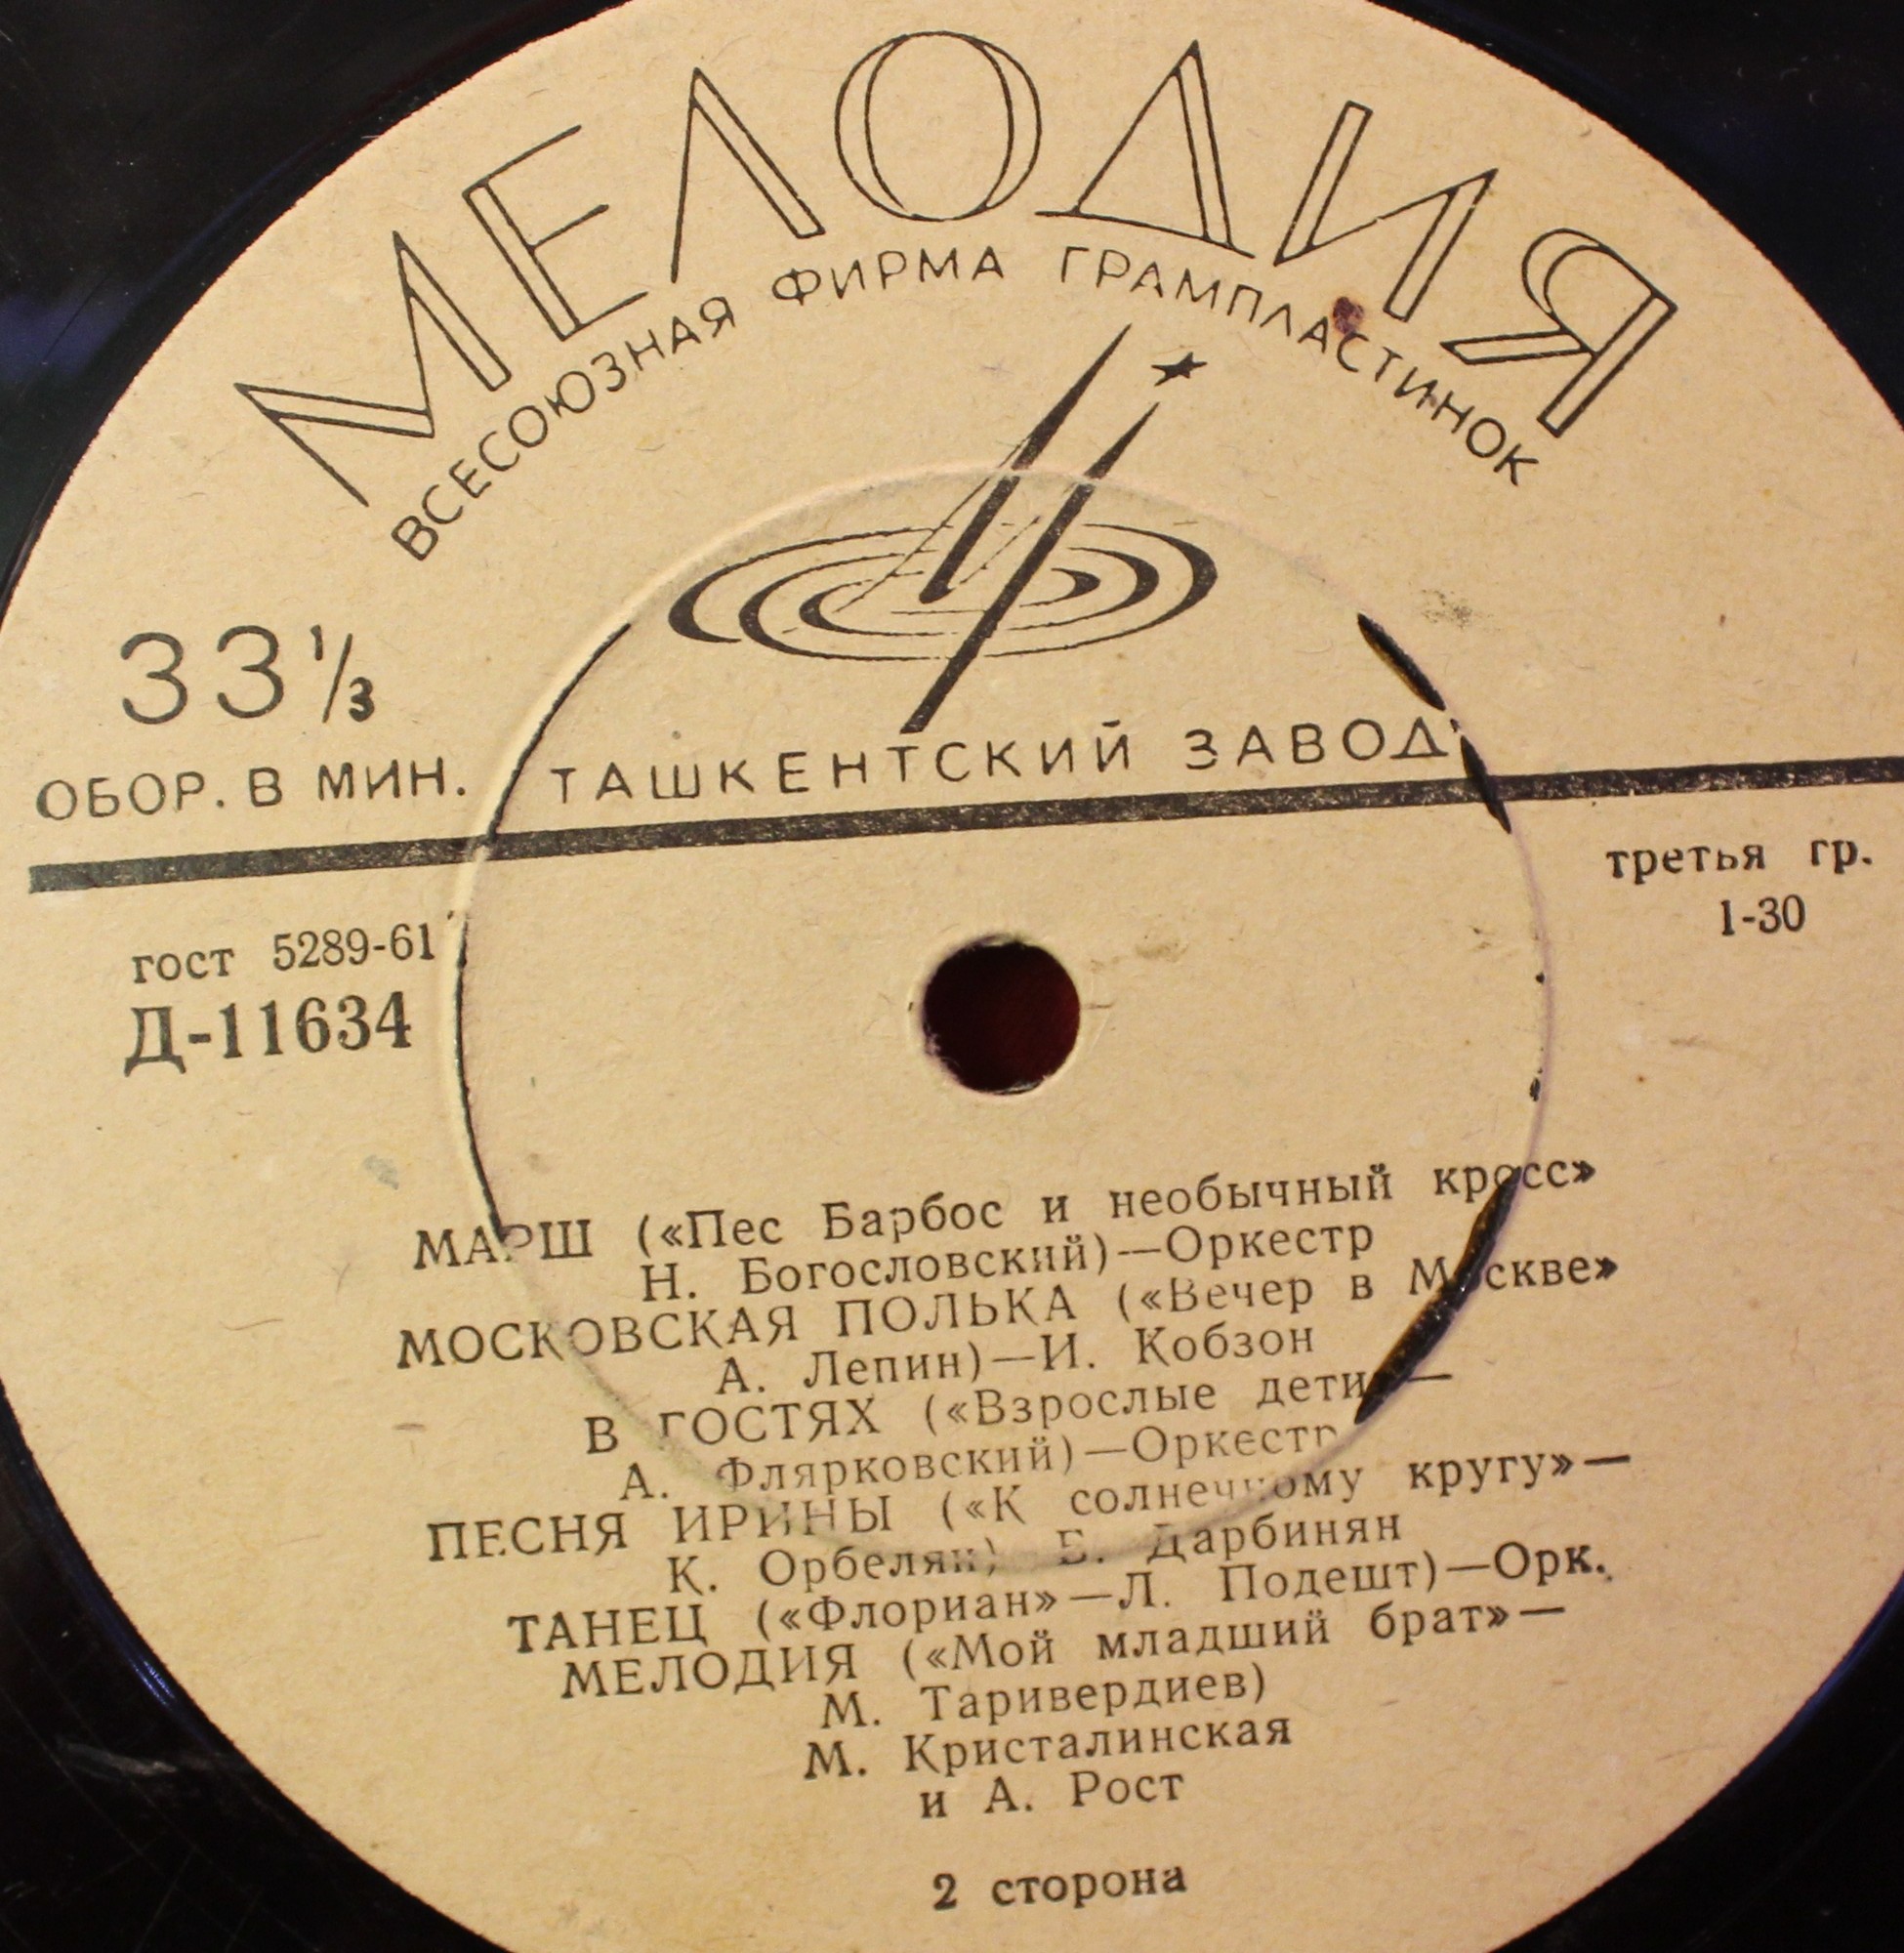 МЕЛОДИЯ
ВСЕСОЮЗНАЯ ФИРМА ГРАМПЛАСТИНОК
33 1/3
ОБОР. В МИН.
ТАШКЕНТСКИЙ ЗАВОД
третья гр.
1-30
гост 5289-61
Д-11634
МАРШ («Пес Барбос и необычный кросс»
Н. Богословский)—Оркестр
МОСКОВСКАЯ ПОЛЬКА («Вечер в Москве»
А. Лепин)—И. Кобзон
В ГОСТЯХ («Взрослые дети»—
А. Флярковский)—Оркестр
ПЕСНЯ ИРИНЫ («К солнечному кругу»—
К. Орбелян) Дарбинян
ТАНЕЦ («Флориан»—Л. Подешт)—Орк.
МЕЛОДИЯ («Мой младший брат»—
М. Таривердиев)
М. Кристалинская
и А. Рост
2 сторона